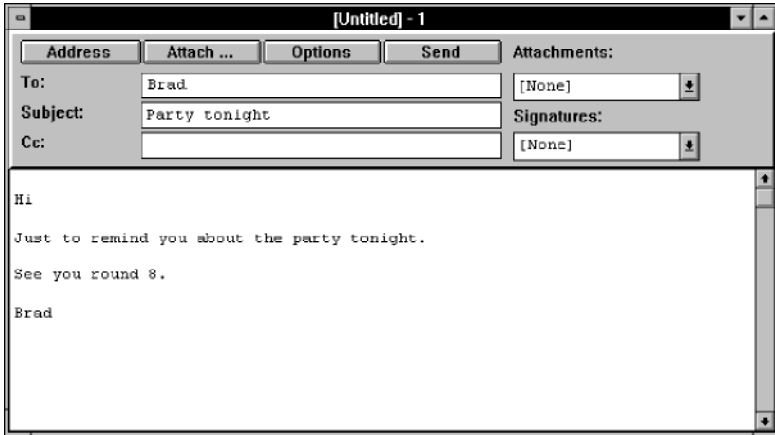 [Untitled] - 1
Address Attach ... Options Send Attachments:
To: Brad [None]
Subject: Party tonight Signatures:
Cc: [None]
Hi
Just to remind you about the party tonight.
See you round 8.
Brad